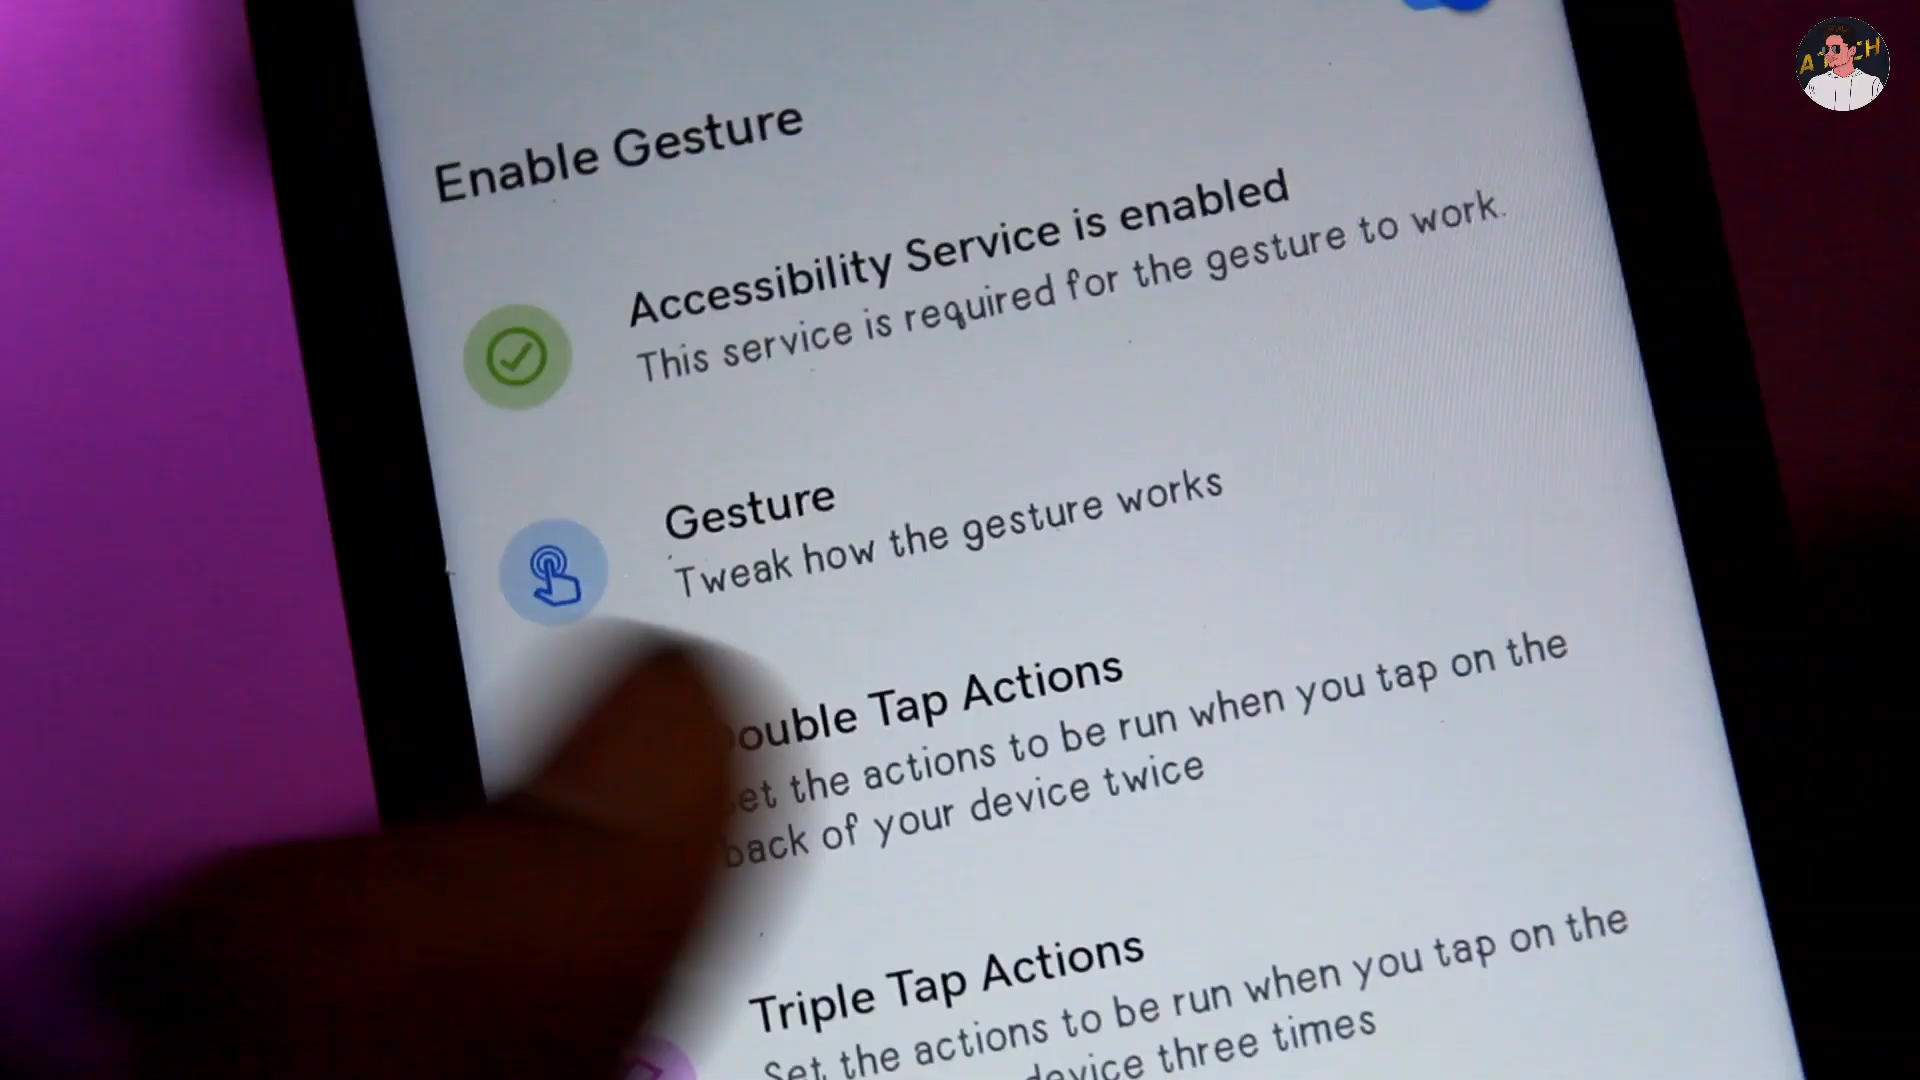 Enable Gesture
Accessibility Service is enabled
This service is required for the gesture to work.
Gesture
Tweak how the gesture works
ouble Tap Actions
et the actions to be run when you tap on the
back of your device twice
Triple Tap Actions
Set the actions to be run when you tap on the
device three times